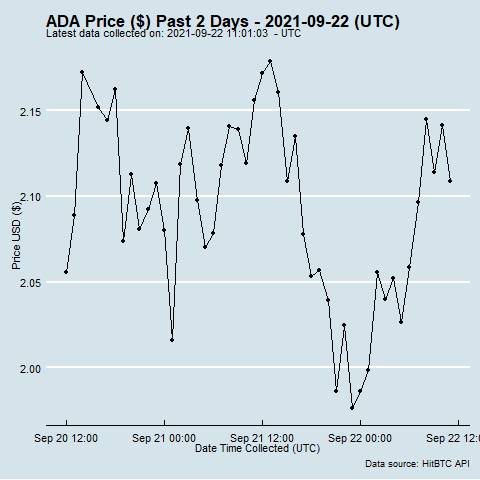 ADA Price ($) Past 2 Days - 2021-09-22 (UTC)
Latest data collected on: 2021-09-22 11:01:03  - UTC
2.15
2.10
2.05
2.00
Price USD ($)
Sep 20 12:00
Sep 21 00:00
Sep 21 12:00
Sep 22 00:00
Sep 22 12:00
Date Time Collected (UTC)
Data source: HitBTC API